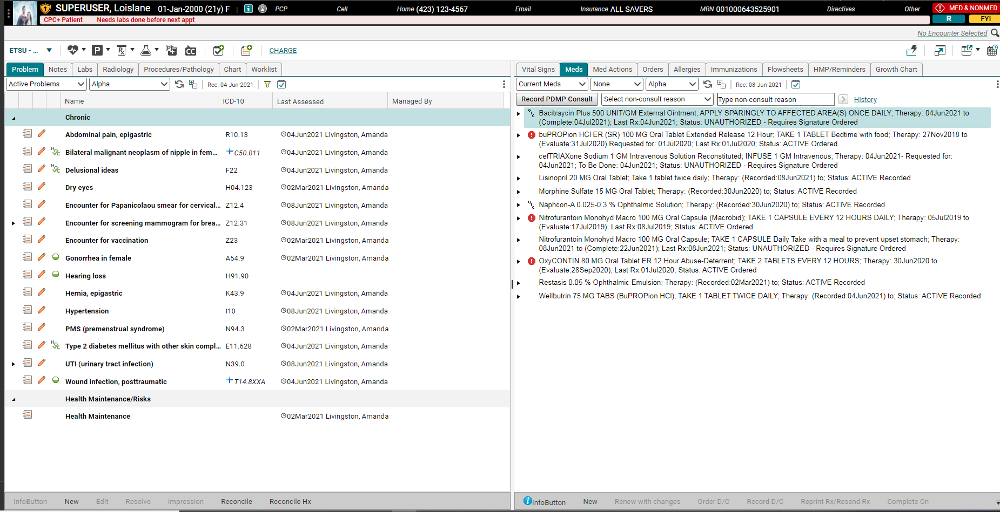 SUPERUSER, Loislane 01-Jan-2000 (21y) F PCP Cell Home (423) 123-4567 Email Insurance ALL SAVERS MRN 001000643525901 Directives Other MED & NONMED
CPC+ Patient Needs labs done before next appt R FYI
No Encounter Selected
ETSU - ... CHARGE
Problem Notes Labs Radiology Procedures/Pathology Chart Worklist
Active Problems Alpha Rec: 04-Jun-2021
Name ICD-10 Last Assessed Managed By
Chronic
Abdominal pain, epigastric R10.13 04Jun2021 Livingston, Amanda
Bilateral malignant neoplasm of nipple in fem... C50.011 04Jun2021 Livingston, Amanda
Delusional ideas F22 04Jun2021 Livingston, Amanda
Dry eyes H04.123 02Mar2021 Livingston, Amanda
Encounter for Papanicolaou smear for cervical... Z12.4 08Jun2021 Livingston, Amanda
Encounter for screening mammogram for brea... Z12.31 08Jun2021 Livingston, Amanda
Encounter for vaccination Z23 02Mar2021 Livingston, Amanda
Gonorrhea in female A54.9 02Mar2021 Livingston, Amanda
Hearing loss H91.90
Hernia, epigastric K43.9 04Jun2021 Livingston, Amanda
Hypertension I10 08Jun2021 Livingston, Amanda
PMS (premenstrual syndrome) N94.3 02Mar2021 Livingston, Amanda
Type 2 diabetes mellitus with other skin compl... E11.628 04Jun2021 Livingston, Amanda
UTI (urinary tract infection) N39.0 08Jun2021 Livingston, Amanda
Wound infection, posttraumatic T14.8XXA 04Jun2021 Livingston, Amanda
Health Maintenance/Risks
Health Maintenance 02Mar2021 Livingston, Amanda
InfoButton New Edit Resolve Impression Reconcile Reconcile Hx
Vital Signs Meds Med Actions Orders Allergies Immunizations Flowsheets HMP/Reminders Growth Chart
Current Meds None Alpha Rec: 08-Jun-2021
Record PDMP Consult Select non-consult reason Type non-consult reason History
Bacitraycin Plus 500 UNIT/GM External Ointment; APPLY SPARINGLY TO AFFECTED AREA(S) ONCE DAILY; Therapy: 04Jun2021 to
(Complete:04Jul2021); Last Rx:04Jun2021; Status: UNAUTHORIZED - Requires Signature Ordered
buPROPion HCl ER (SR) 100 MG Oral Tablet Extended Release 12 Hour; TAKE 1 TABLET Bedtime with food; Therapy: 27Nov2018 to
(Evaluate:31Jul2020) Requested for: 01Jul2020; Last Rx:01Jul2020; Status: ACTIVE Ordered
cefTRIAXone Sodium 1 GM Intravenous Solution Reconstituted; INFUSE 1 GM Intravenous; Therapy: 04Jun2021- Requested for:
04Jun2021; To Be Done: 04Jun2021; Status: UNAUTHORIZED - Requires Signature Ordered
Lisinopril 20 MG Oral Tablet; Take 1 tablet twice daily; Therapy: (Recorded:08Jun2021) to; Status: ACTIVE Recorded
Morphine Sulfate 15 MG Oral Tablet; Therapy: (Recorded:30Jun2020) to; Status: ACTIVE Recorded
Naphcon-A 0.025-0.3 % Ophthalmic Solution; Therapy: (Recorded:30Jun2020) to; Status: ACTIVE Recorded
Nitrofurantoin Monohyd Macro 100 MG Oral Capsule (Macrobid); TAKE 1 CAPSULE EVERY 12 HOURS DAILY; Therapy: 05Jul2019 to
(Evaluate:17Jul2019); Last Rx:08Jul2019; Status: ACTIVE Ordered
Nitrofurantoin Monohyd Macro 100 MG Oral Capsule; TAKE 1 CAPSULE Daily Take with a meal to prevent upset stomach; Therapy:
08Jun2021 to (Complete:22Jun2021); Last Rx:08Jun2021; Status: UNAUTHORIZED - Requires Signature Ordered
OxyCONTIN 80 MG Oral Tablet ER 12 Hour Abuse-Deterrent; TAKE 2 TABLETS EVERY 12 HOURS; Therapy: 30Jun2020 to
(Evaluate:28Sep2020); Last Rx:01Jul2020; Status: ACTIVE Ordered
Restasis 0.05 % Ophthalmic Emulsion; Therapy: (Recorded:02Mar2021) to; Status: ACTIVE Recorded
Wellbutrin 75 MG TABS (BuPROPion HCl); TAKE 1 TABLET TWICE DAILY; Therapy: (Recorded:04Jun2021) to; Status: ACTIVE Recorded
InfoButton New Renew with changes Order D/C Record D/C Reprint Rx/Resend Rx Complete On